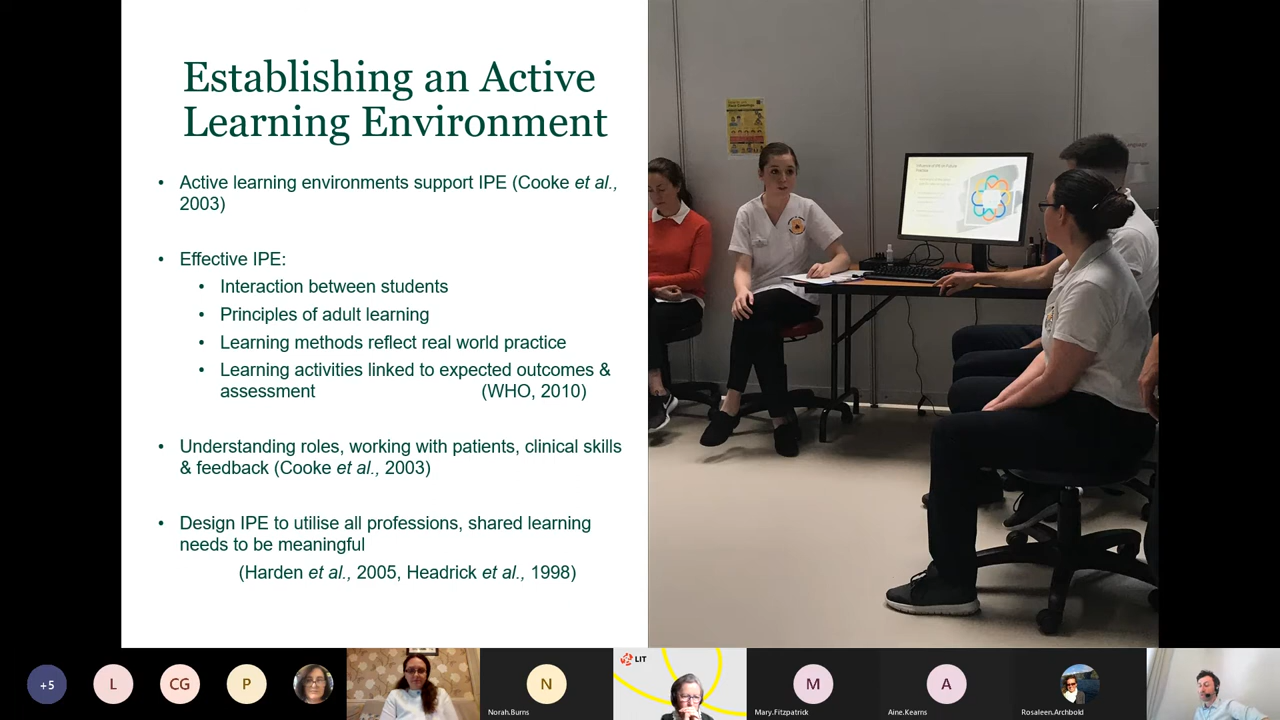 Establishing an Active
Learning Environment
• Active learning environments support IPE (Cooke et al.,
2003)
• Effective IPE:
• Interaction between students
• Principles of adult learning
• Learning methods reflect real world practice
• Learning activities linked to expected outcomes &
assessment (WHO, 2010)
• Understanding roles, working with patients, clinical skills
& feedback (Cooke et al., 2003)
• Design IPE to utilise all professions, shared learning
needs to be meaningful
(Harden et al., 2005, Headrick et al., 1998)
+5
L
CG
P
N
Norah.Burns
LIT
M
Mary.Fitzpatrick
A
Aine.Kearns
Rosaleen.Archbold